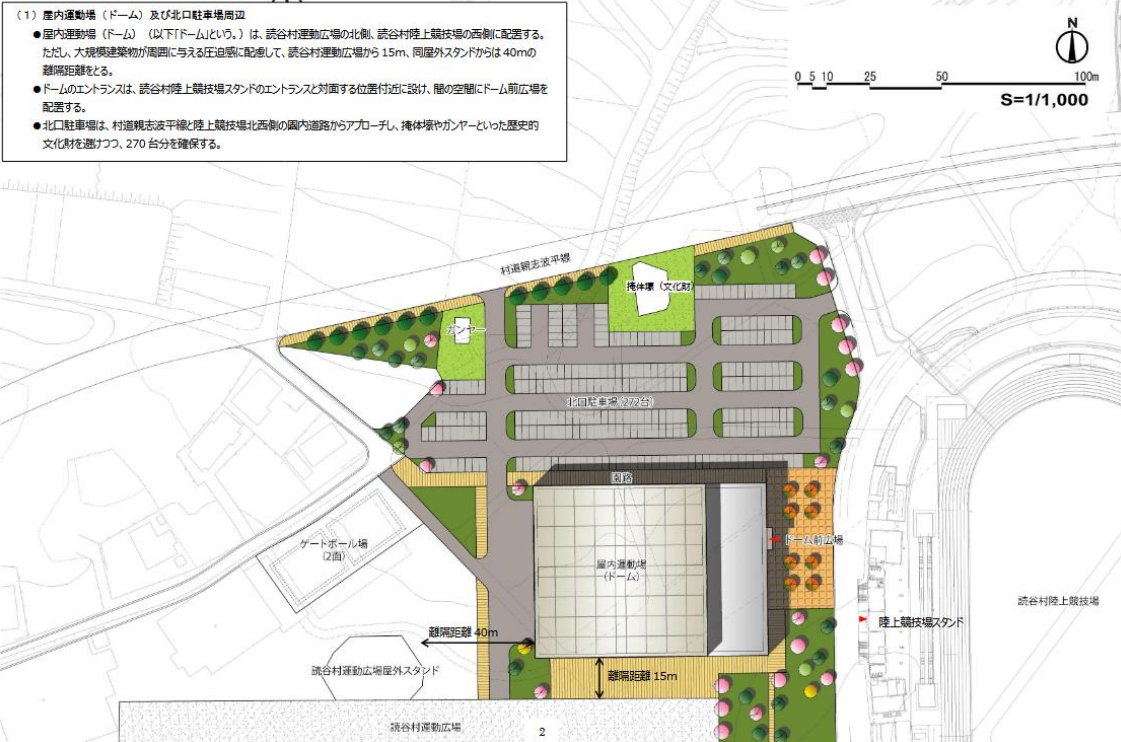 (1) 屋内運動場(ドーム)及び北口駐車場周辺
●屋内運動場(ドーム)(以下「ドーム」という。)は、読谷村運動広場の北側、読谷村陸上競技場の西側に配置する。
ただし、大規模建築物が周囲に与える圧迫感に配慮して、読谷村運動広場から 15m、同屋外スタンドからは 40mの
離隔距離をとる。
●ドームのエントランスは、読谷村陸上競技場スタンドのエントランスと対面する位置付近に設け、間の空間にドーム前広場を
配置する。
●北口駐車場は、村道親志波平線と陸上競技場北西側の園内道路からアプローチし、掩体壕やガンヤーといった歴史的
文化財を避けつつ、270 台分を確保する。
N
0 5 10 25 50 100m
S=1/1,000
村道親志波平線
掩体壕(文化財)
ガンヤー
北口駐車場(272台)
園路
ゲートボール場
(2面)
屋内運動場
(ドーム)
ドーム前広場
読谷村陸上競技場
陸上競技場スタンド
離隔距離 40m
読谷村運動広場屋外スタンド
離隔距離 15m
読谷村運動広場
2